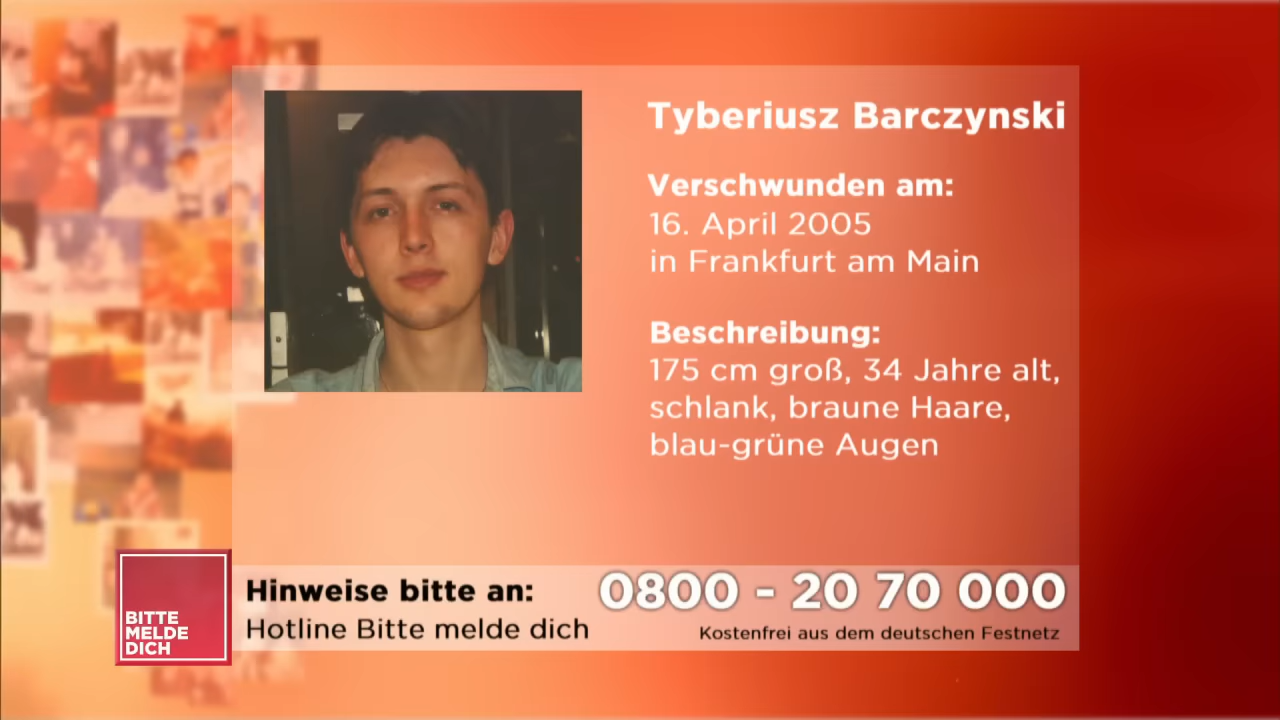 Tyberiusz Barczynski
Verschwunden am:
16. April 2005
in Frankfurt am Main
Beschreibung:
175 cm groß, 34 Jahre alt,
schlank, braune Haare,
blau-grüne Augen
BITTE
MELDE
DICH
Hinweise bitte an:
Hotline Bitte melde dich
0800 - 20 70 000
Kostenfrei aus dem deutschen Festnetz